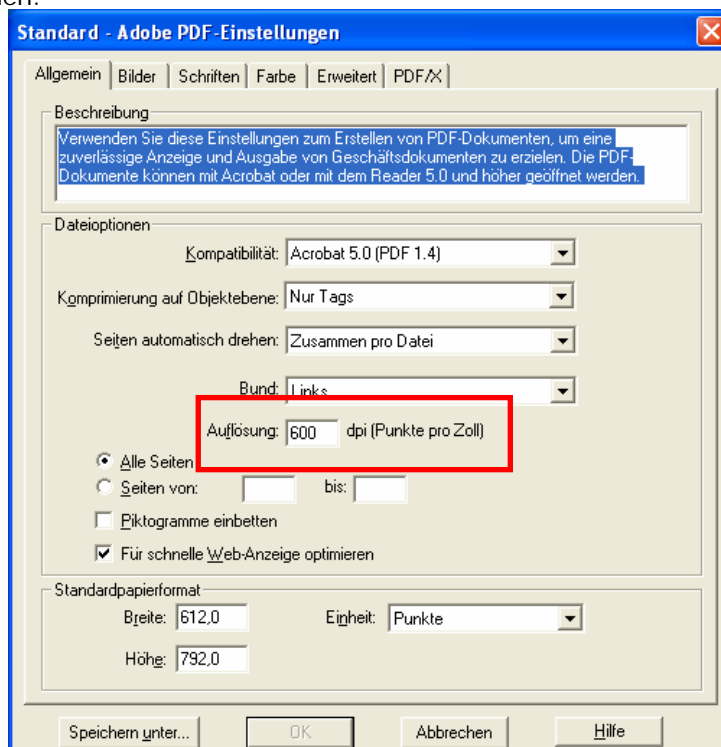 Standard - Adobe PDF-Einstellungen
Allgemein Bilder Schriften Farbe Erweitert PDF/X
Beschreibung
Verwenden Sie diese Einstellungen zum Erstellen von PDF-Dokumenten, um eine
zuverlässige Anzeige und Ausgabe von Geschäftsdokumenten zu erzielen. Die PDF-
Dokumente können mit Acrobat oder mit dem Reader 5.0 und höher geöffnet werden.
Dateioptionen
Kompatibilität: Acrobat 5.0 (PDF 1.4)
Komprimierung auf Objektebene: Nur Tags
Seiten automatisch drehen: Zusammen pro Datei
Bund: Links
Auflösung: 600 dpi (Punkte pro Zoll)
Alle Seiten
Seiten von: bis:
Piktogramme einbetten
Für schnelle Web-Anzeige optimieren
Standardpapierformat
Breite: 612,0 Einheit: Punkte
Höhe: 792,0
Speichern unter... OK Abbrechen Hilfe